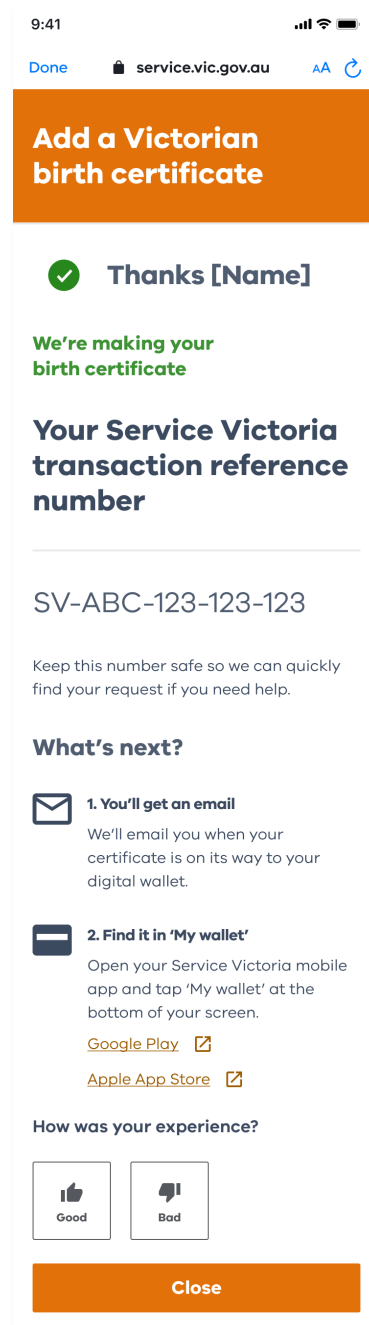 9:41
Done
service.vic.gov.au
AA
Add a Victorian
birth certificate
Thanks [Name]
We're making your
birth certificate
Your Service Victoria
transaction reference
number
SV-ABC-123-123-123
Keep this number safe so we can quickly
find your request if you need help.
What's next?
1. You'll get an email
We'll email you when your
certificate is on its way to your
digital wallet.
2. Find it in ‘My wallet’
Open your Service Victoria mobile
app and tap ‘My wallet’ at the
bottom of your screen.
Google Play
Apple App Store
How was your experience?
Good
Bad
Close